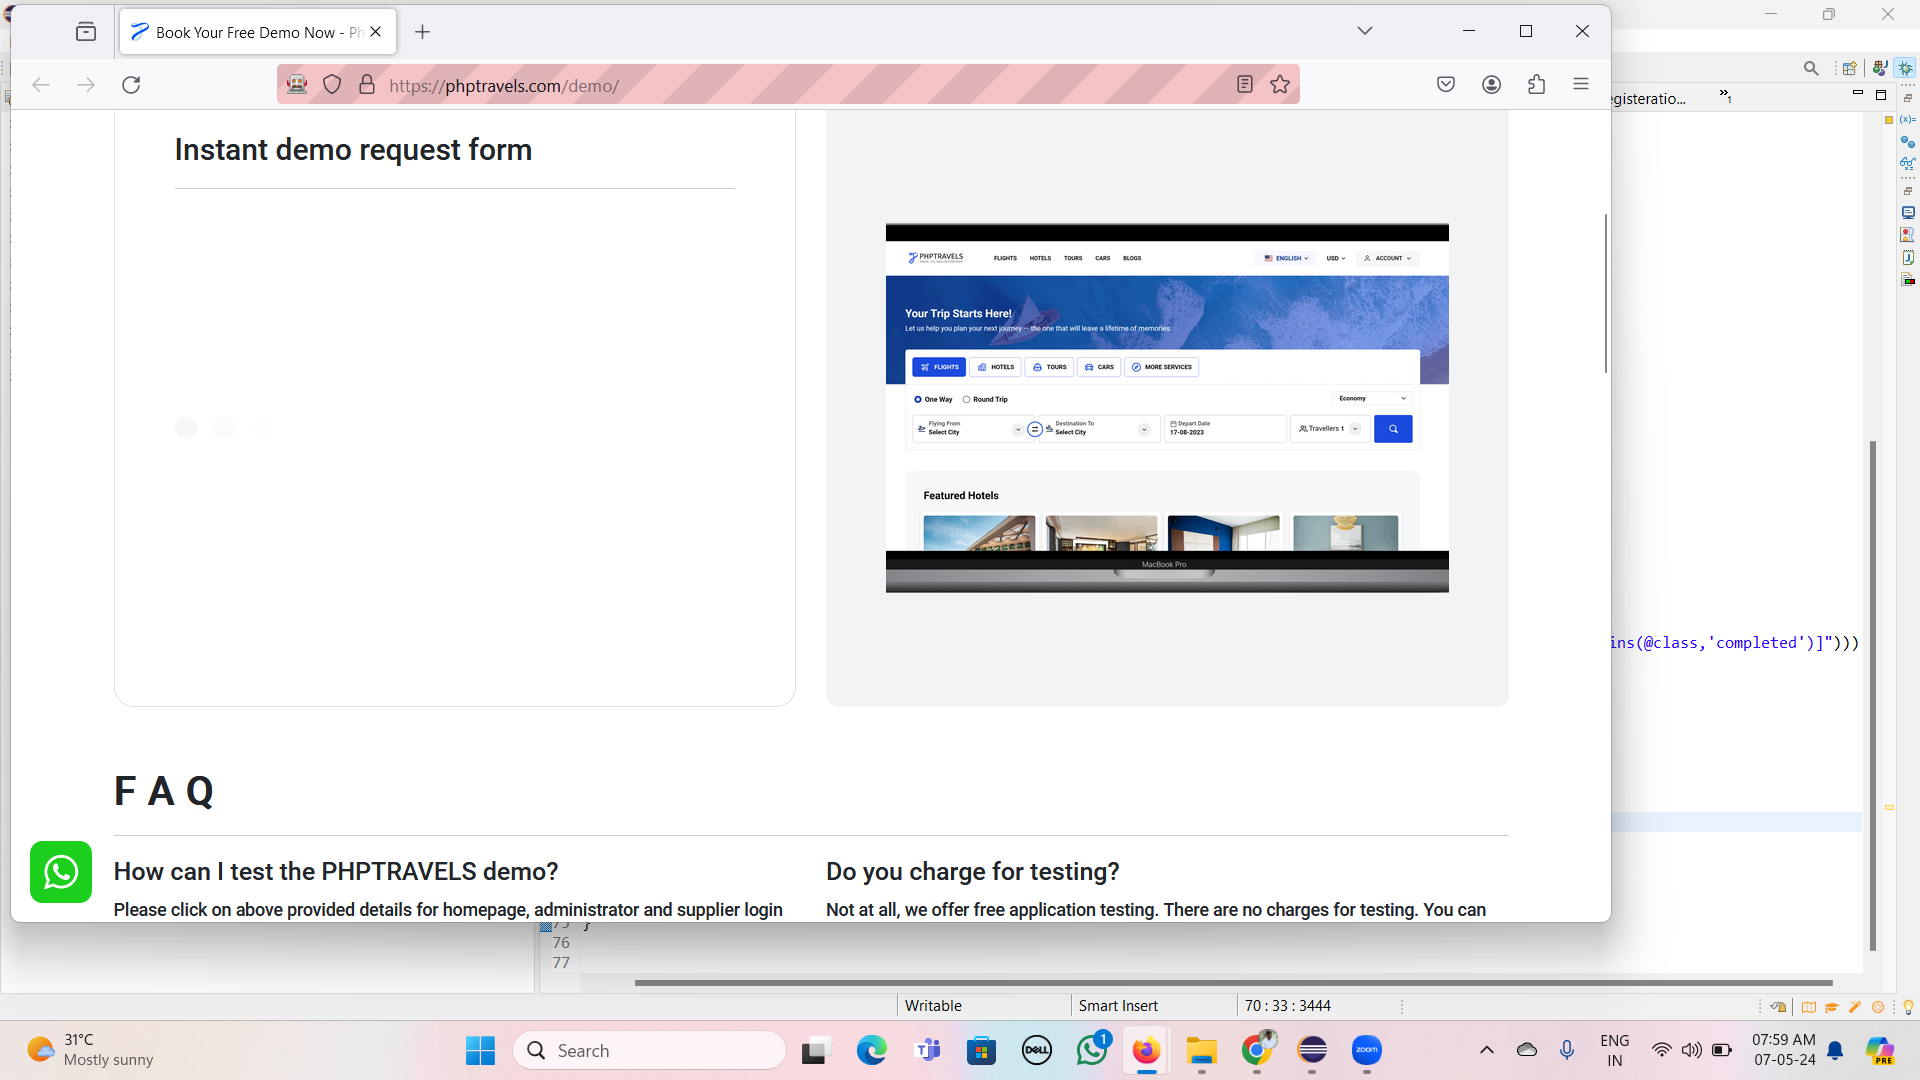 Book Your Free Demo Now - Ph
https://phptravels.com/demo/
Instant demo request form
PHPTRAVELS
FLIGHTS HOTELS TOURS CARS BLOGS
ENGLISH USD ACCOUNT
Your Trip Starts Here!
Let us help you plan your next journey — the one that will leave a lifetime of memories.
FLIGHTS HOTELS TOURS CARS MORE SERVICES
One Way Round Trip Economy
Flying From Destination To Depart Date
Select City Select City 17-08-2023 Travellers 1
Featured Hotels
MacBook Pro
F A Q
How can I test the PHPTRAVELS demo?
Please click on above provided details for homepage, administrator and supplier login
Do you charge for testing?
Not at all, we offer free application testing. There are no charges for testing. You can
egisteratio...
»1
(x)=
ins(@class,'completed')]")))
75 }
76
77
Writable Smart Insert 70 : 33 : 3444
31°C
Mostly sunny
Search
DELL
1
zoom
ENG
IN
07:59 AM
07-05-24
PRE